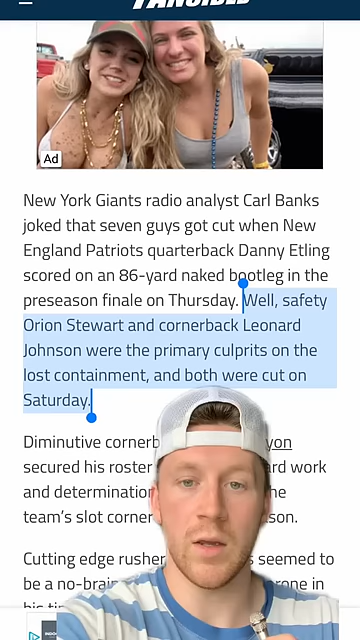 FANSIDED
Ad
New York Giants radio analyst Carl Banks
joked that seven guys got cut when New
England Patriots quarterback Danny Etling
scored on an 86-yard naked bootleg in the
preseason finale on Thursday. Well, safety
Orion Stewart and cornerback Leonard
Johnson were the primary culprits on the
lost containment, and both were cut on
Saturday.
Diminutive
secured his roster
and determination
team's slot corner
Cutting edge rusher seemed to
be a in